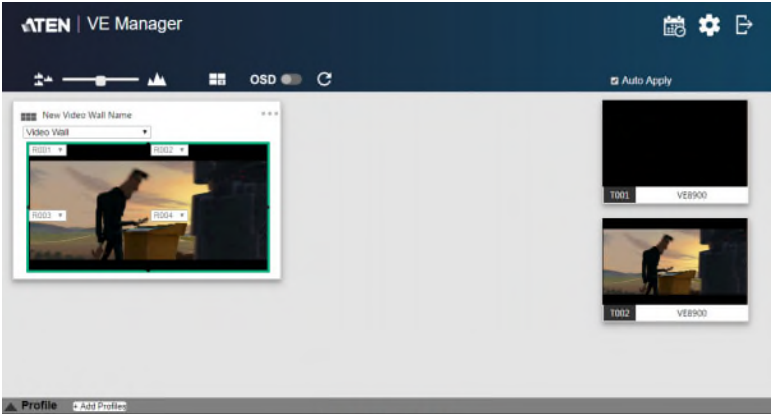 ATEN | VE Manager
OSD
Auto Apply
New Video Wall Name
Video Wall
R001 R002
R003 R004
T001 VE8900
T002 VE8900
Profile + Add Profiles